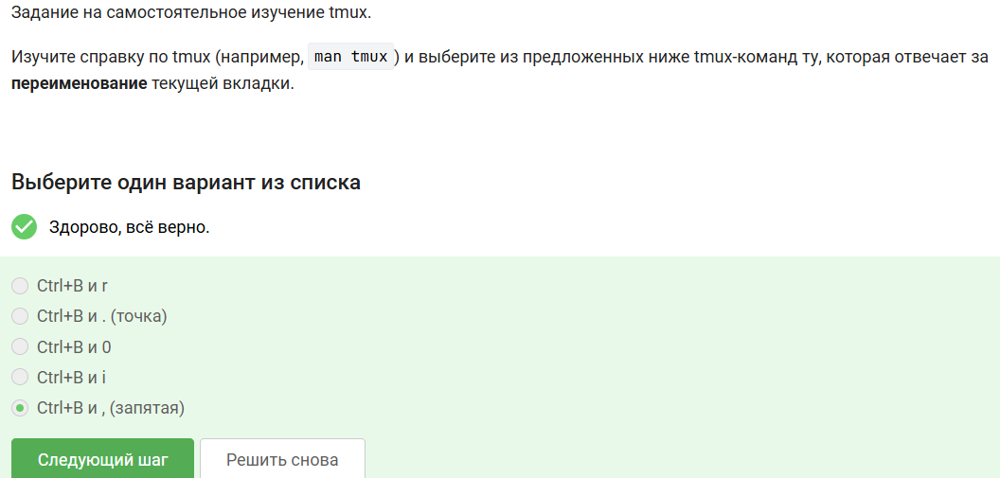 Задание на самостоятельное изучение tmux.
Изучите справку по tmux (например, man tmux ) и выберите из предложенных ниже tmux-команд ту, которая отвечает за
переименование текущей вкладки.
Выберите один вариант из списка
Здорово, всё верно.
Ctrl+B и r
Ctrl+B и . (точка)
Ctrl+B и 0
Ctrl+B и i
Ctrl+B и , (запятая)
Следующий шаг
Решить снова